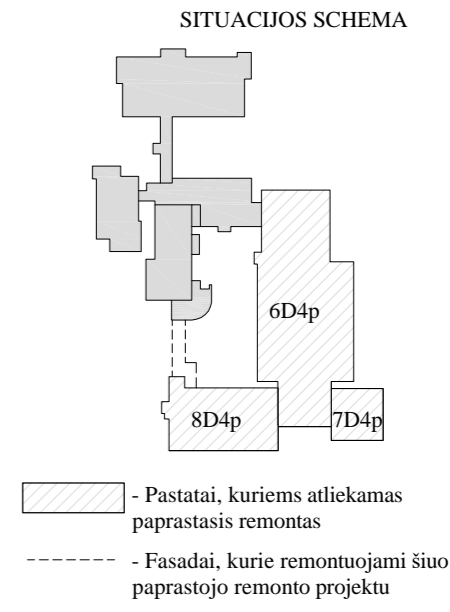 SITUACIJOS SCHEMA
6D4p
8D4p
7D4p
- Pastatai, kuriems atliekamas
paprastasis remontas
- Fasadai, kurie remontuojami šiuo
paprastojo remonto projektu